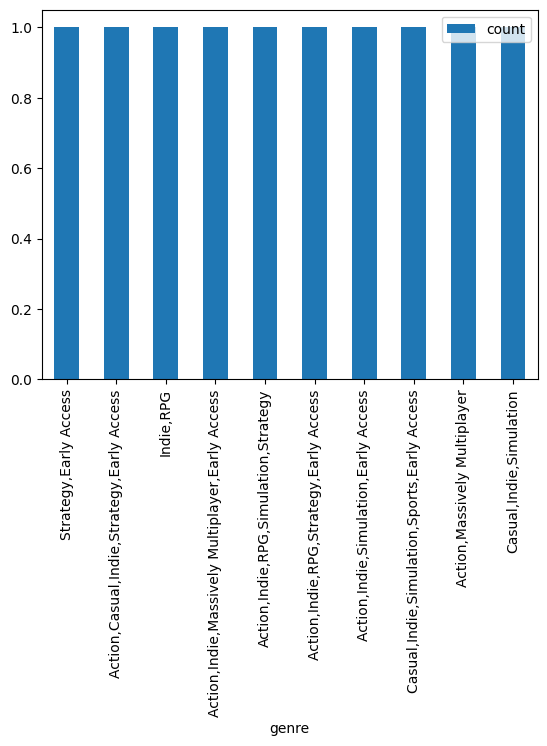 count
1.0
0.8
0.6
0.4
0.2
0.0
Strategy,Early Access
Action,Casual,Indie,Strategy,Early Access
Indie,RPG
Action,Indie,Massively Multiplayer,Early Access
Action,Indie,RPG,Simulation,Strategy
Action,Indie,RPG,Strategy,Early Access
Action,Indie,Simulation,Early Access
Casual,Indie,Simulation,Sports,Early Access
Action,Massively Multiplayer
Casual,Indie,Simulation
genre